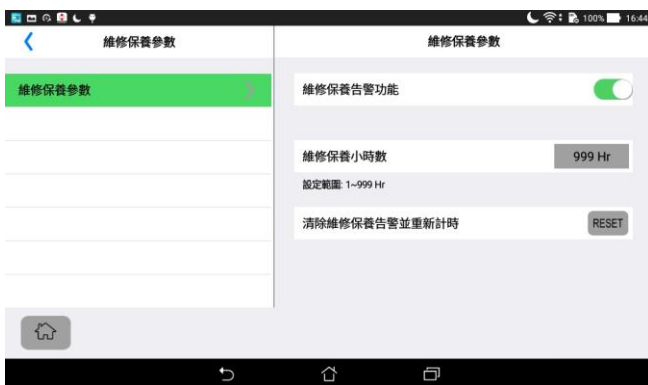 100% 16:44
維修保養參數
維修保養參數
維修保養參數
維修保養告警功能
維修保養小時數
999 Hr
設定範圍: 1~999 Hr
清除維修保養告警並重新計時
RESET